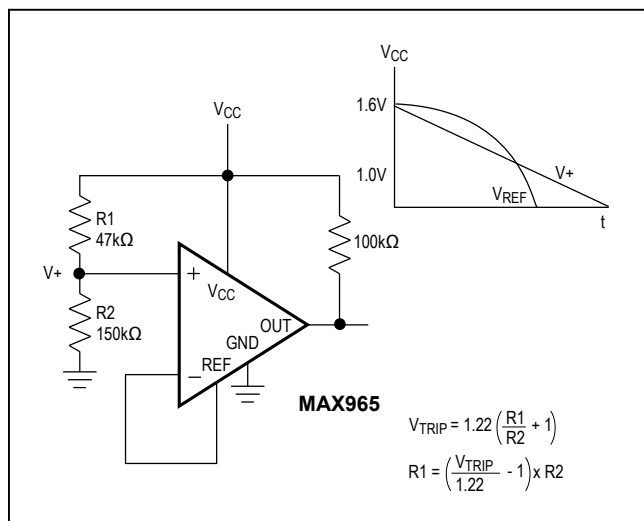 VCC
R1
47kΩ
V+
R2
150kΩ
+
VCC
OUT
GND
REF
−
100kΩ
MAX965
VCC
1.6V
1.0V
V+
VREF
t
VTRIP = 1.22 (R1/R2 + 1)
R1 = (VTRIP/1.22 - 1) x R2